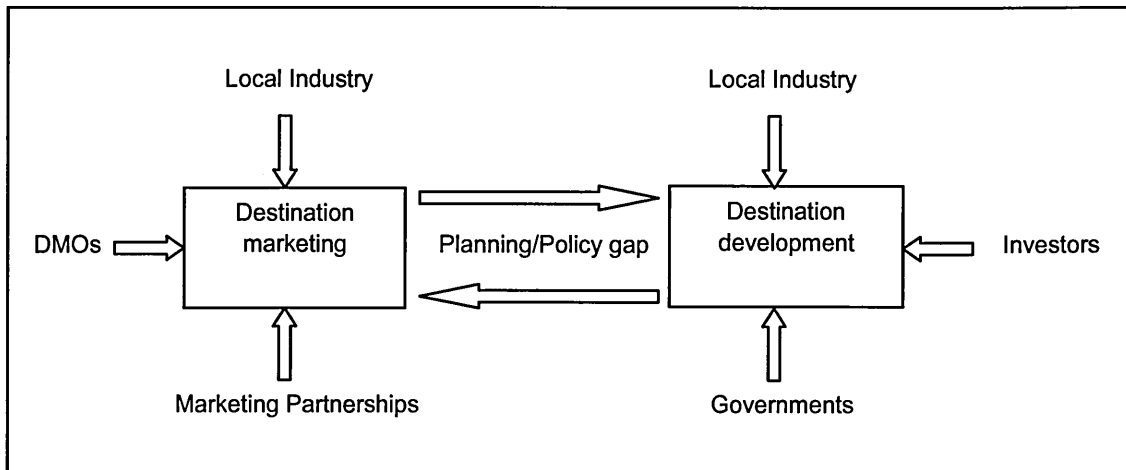 Local Industry
Local Industry
Destination
marketing
Destination
development
DMOs
Planning/Policy gap
Investors
Marketing Partnerships
Governments